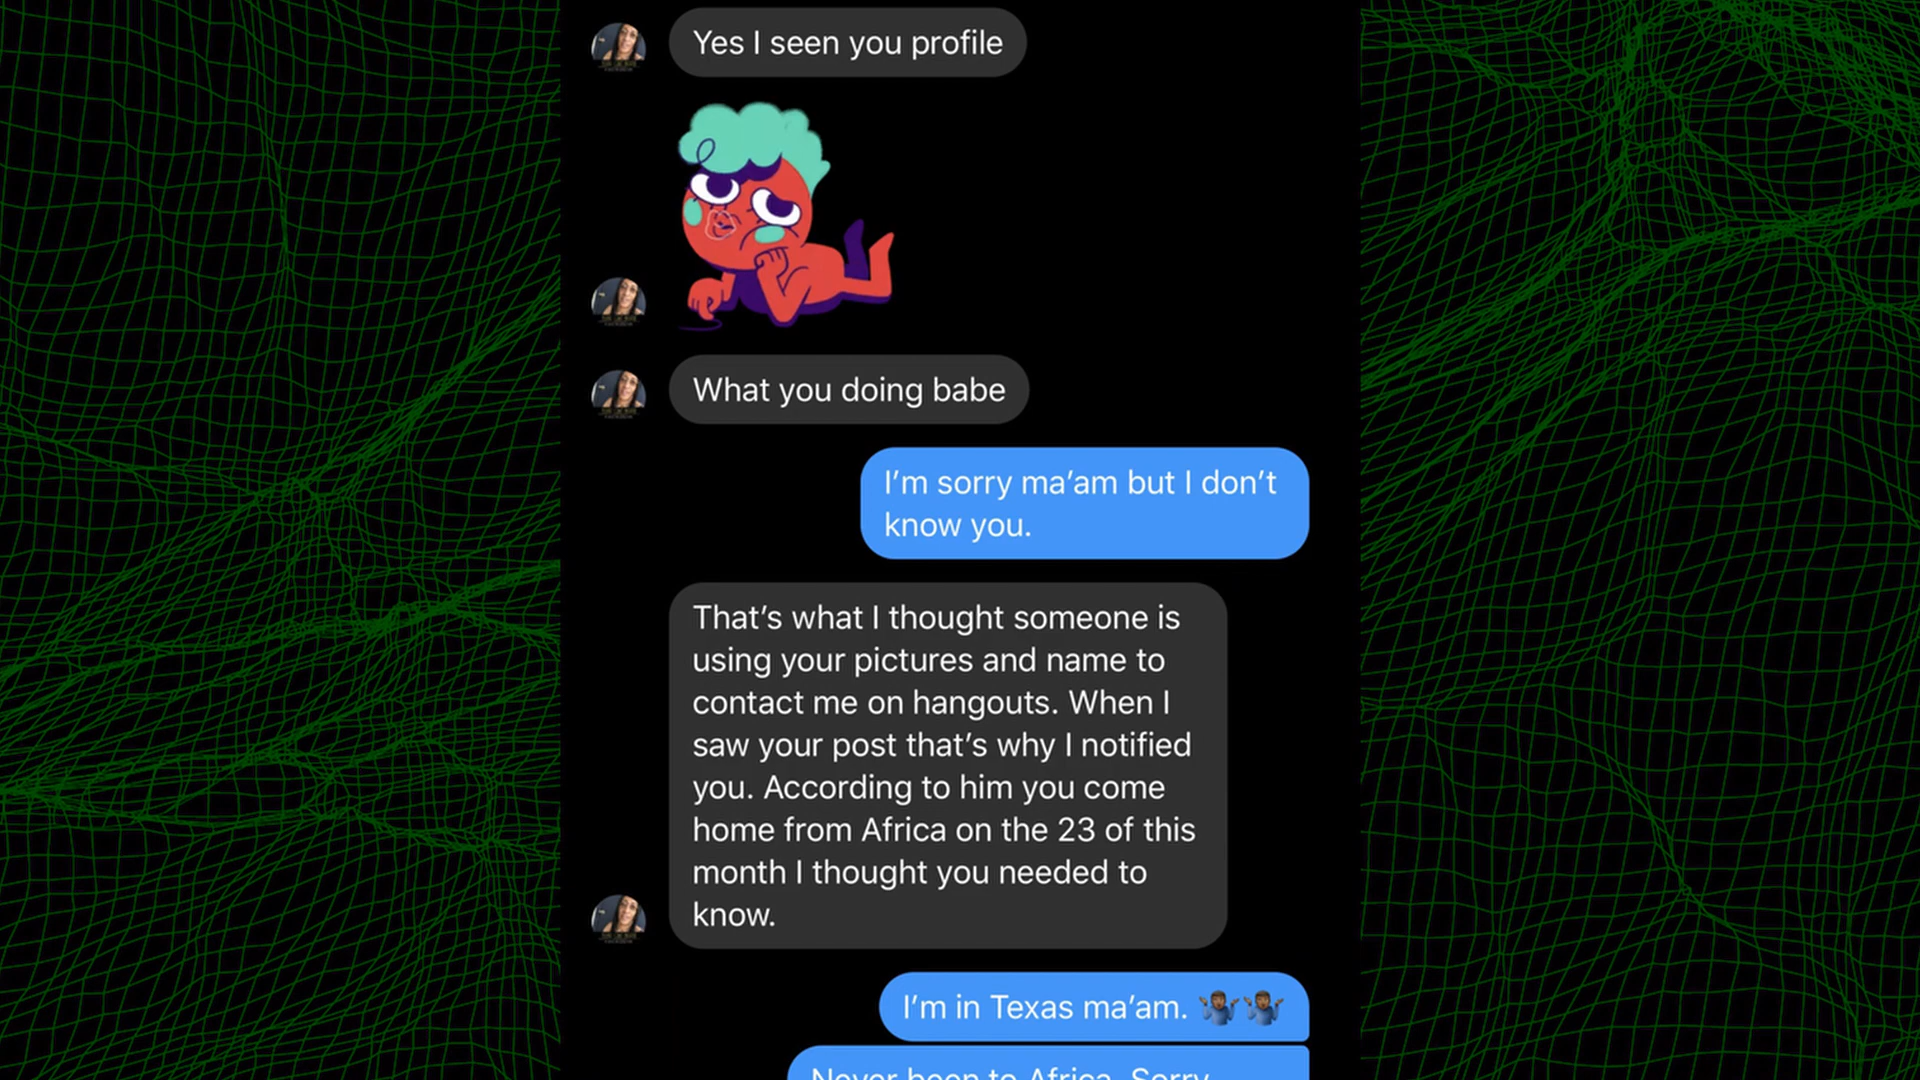 Yes I seen you profile
What you doing babe
I'm sorry ma'am but I don't
know you.
That's what I thought someone is
using your pictures and name to
contact me on hangouts. When I
saw your post that's why I notified
you. According to him you come
home from Africa on the 23 of this
month I thought you needed to
know.
I'm in Texas ma'am. 🤷🏾‍♂️🤷🏾‍♂️
Never been to Africa. Sorry